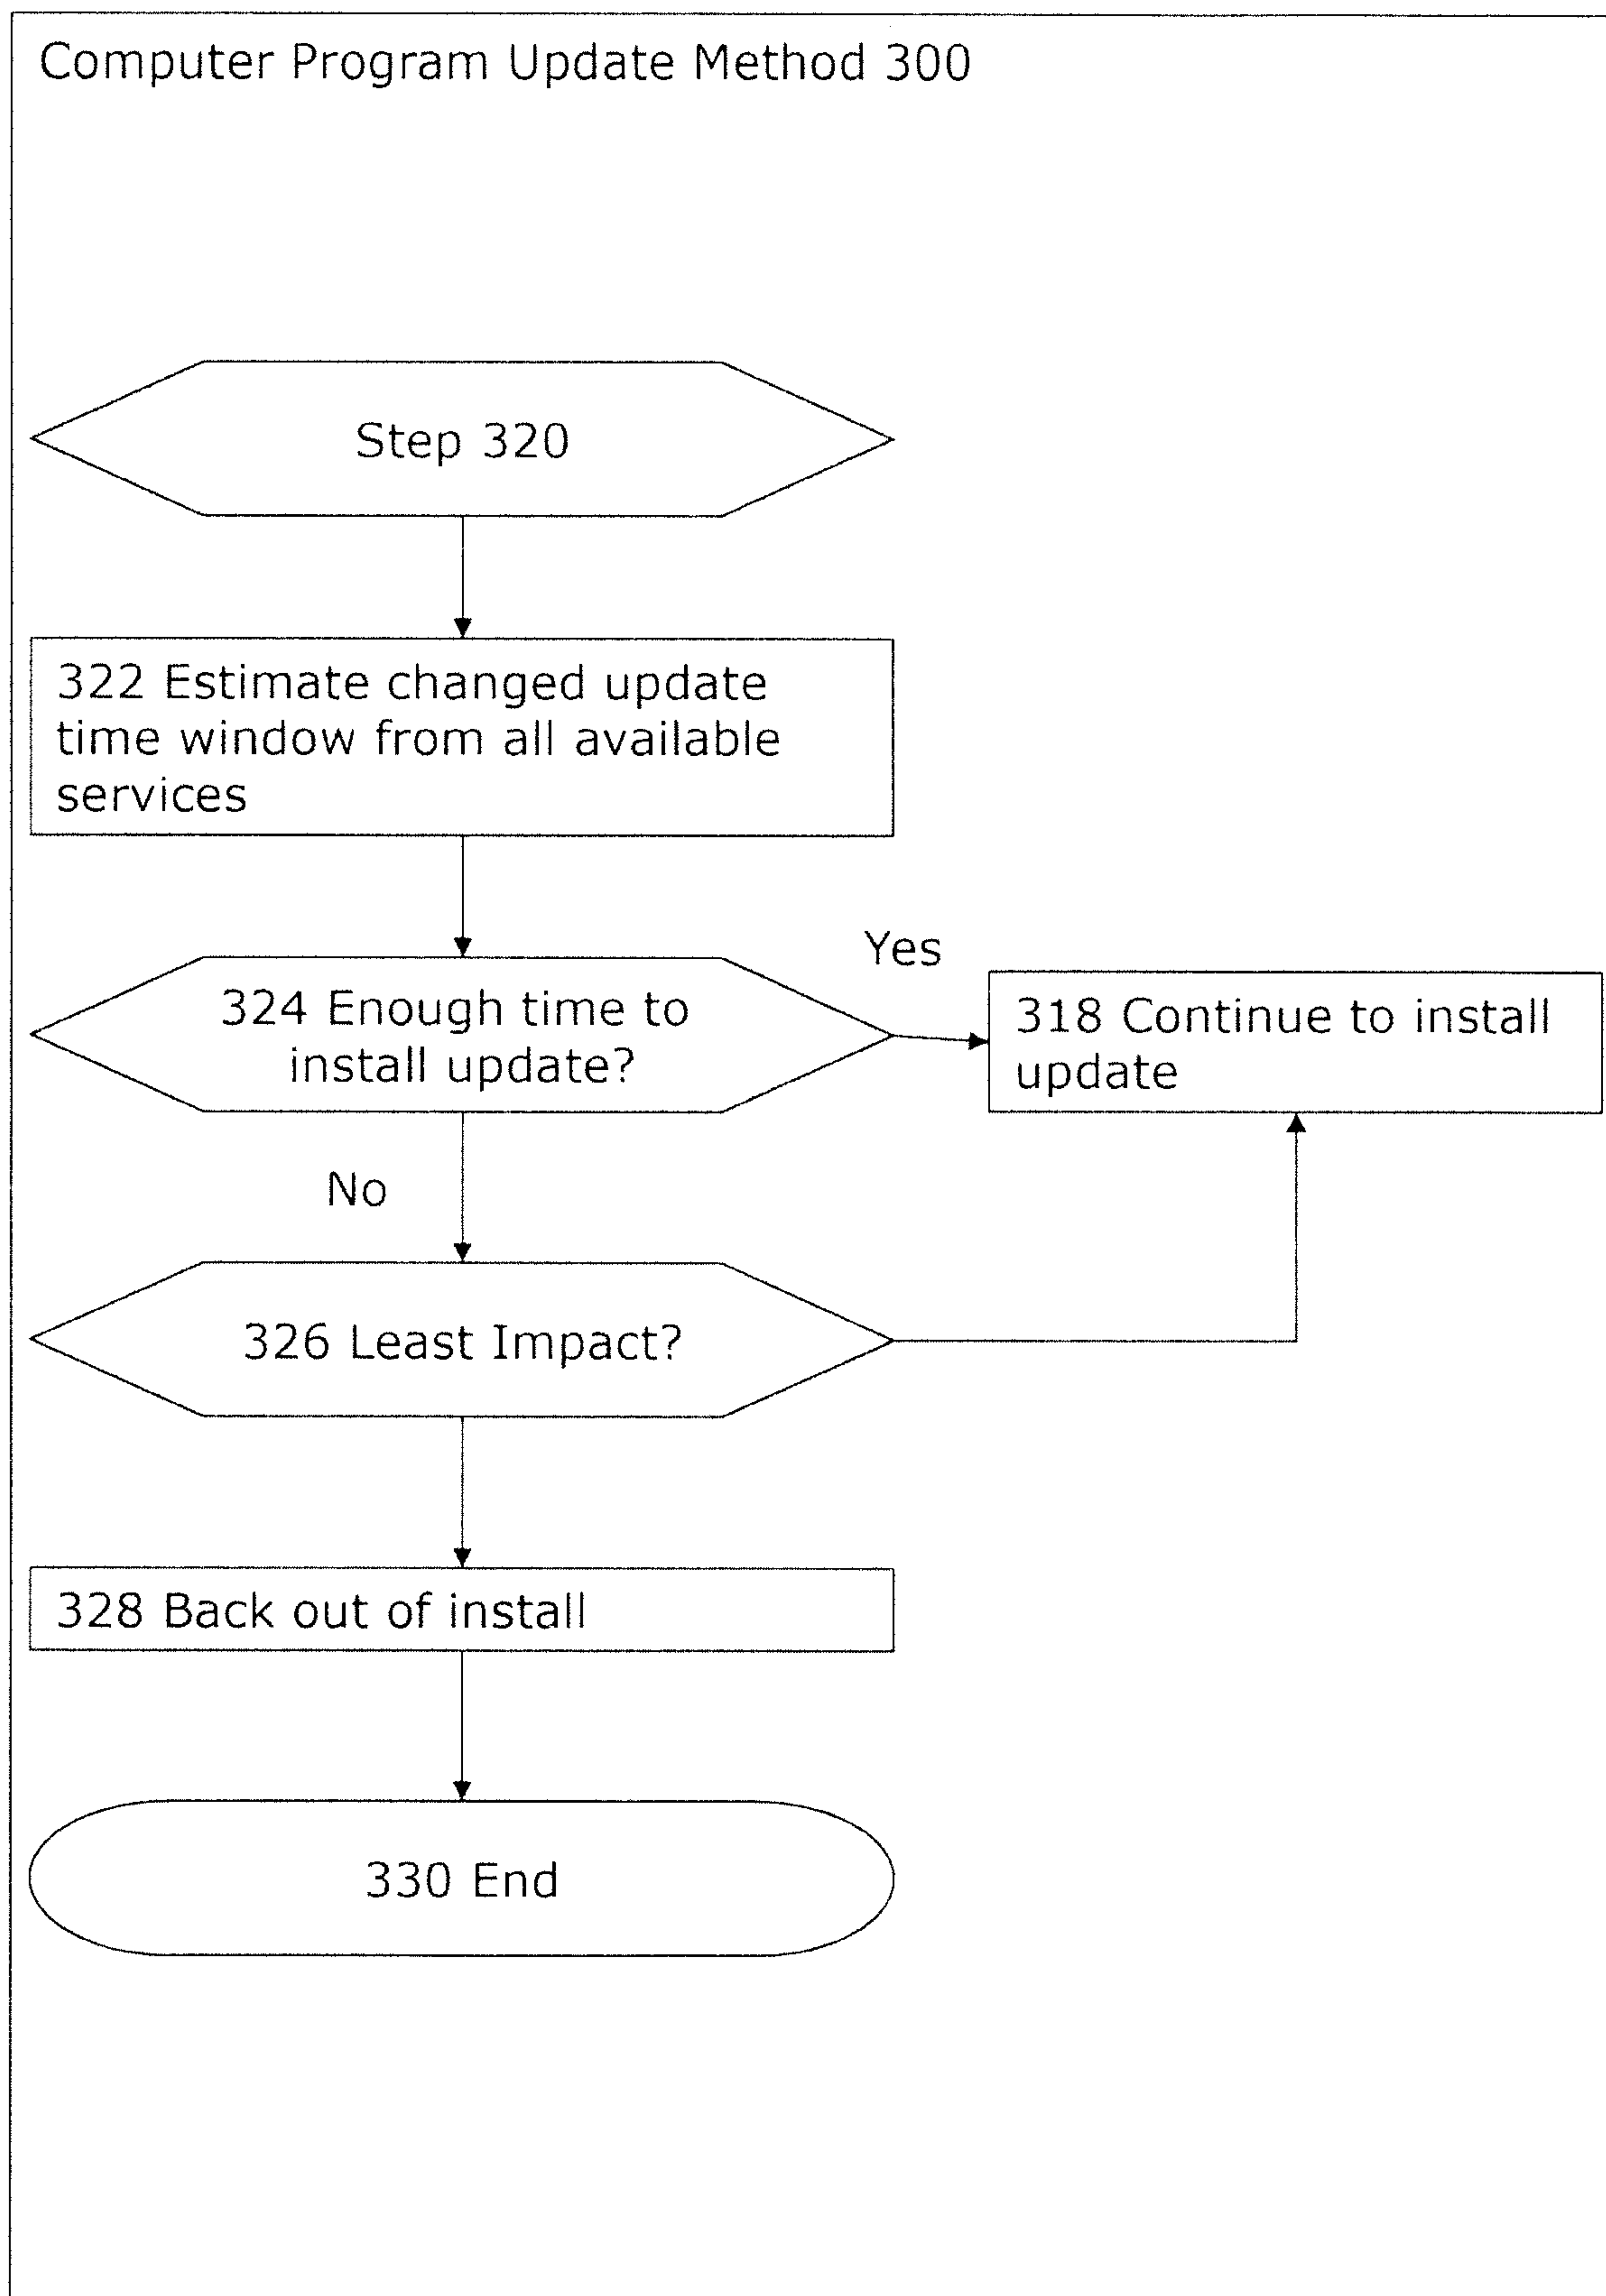 Computer Program Update Method 300
Step 320
322 Estimate changed update
time window from all available
services
324 Enough time to
install update?
Yes
318 Continue to install
update
No
326 Least Impact?
328 Back out of install
330 End